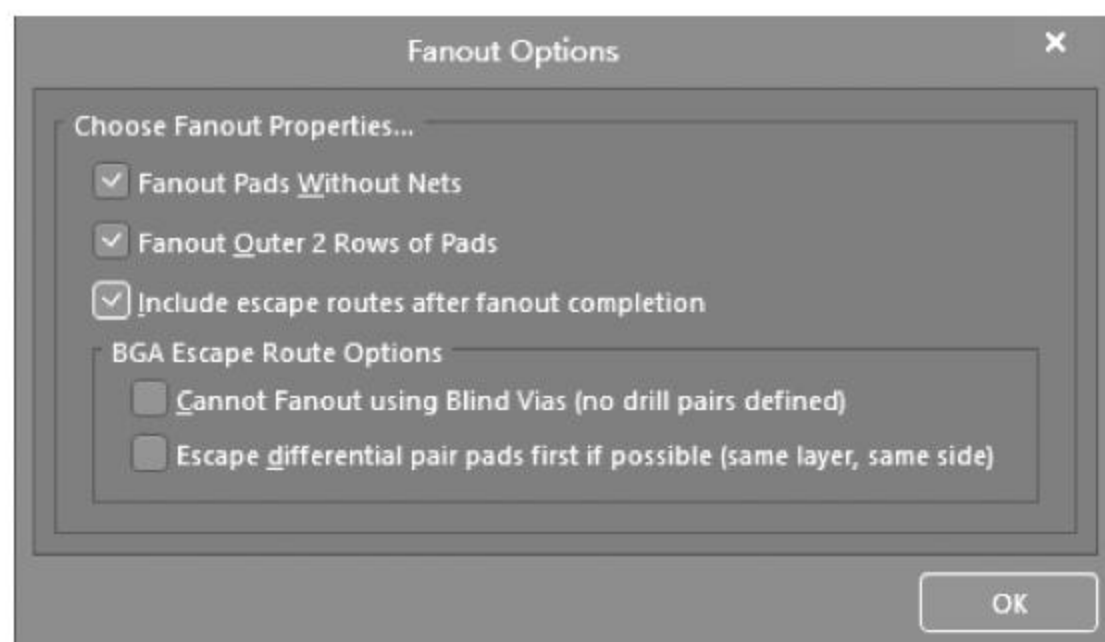 Fanout Options
Choose Fanout Properties...
Fanout Pads Without Nets
Fanout Outer 2 Rows of Pads
Include escape routes after fanout completion
BGA Escape Route Options
Cannot Fanout using Blind Vias (no drill pairs defined)
Escape differential pair pads first if possible (same layer, same side)
OK